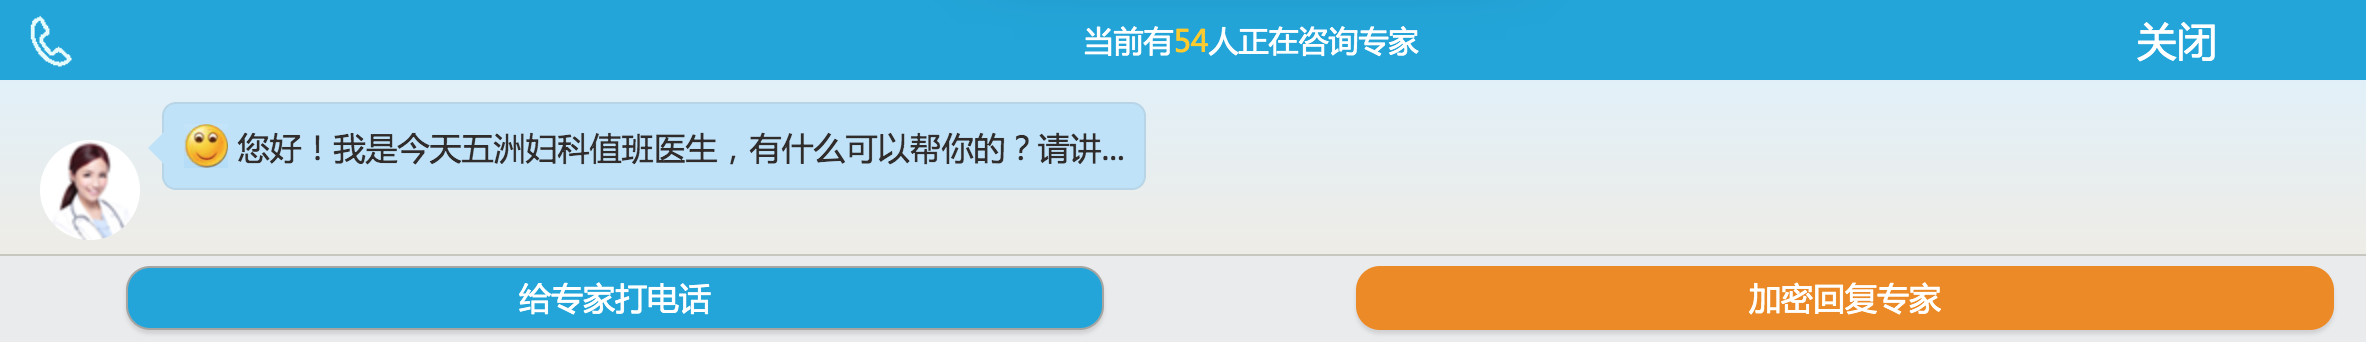 当前有54人正在咨询专家
关闭
您好！我是今天五洲妇科值班医生，有什么可以帮你的？请讲...
给专家打电话
加密回复专家